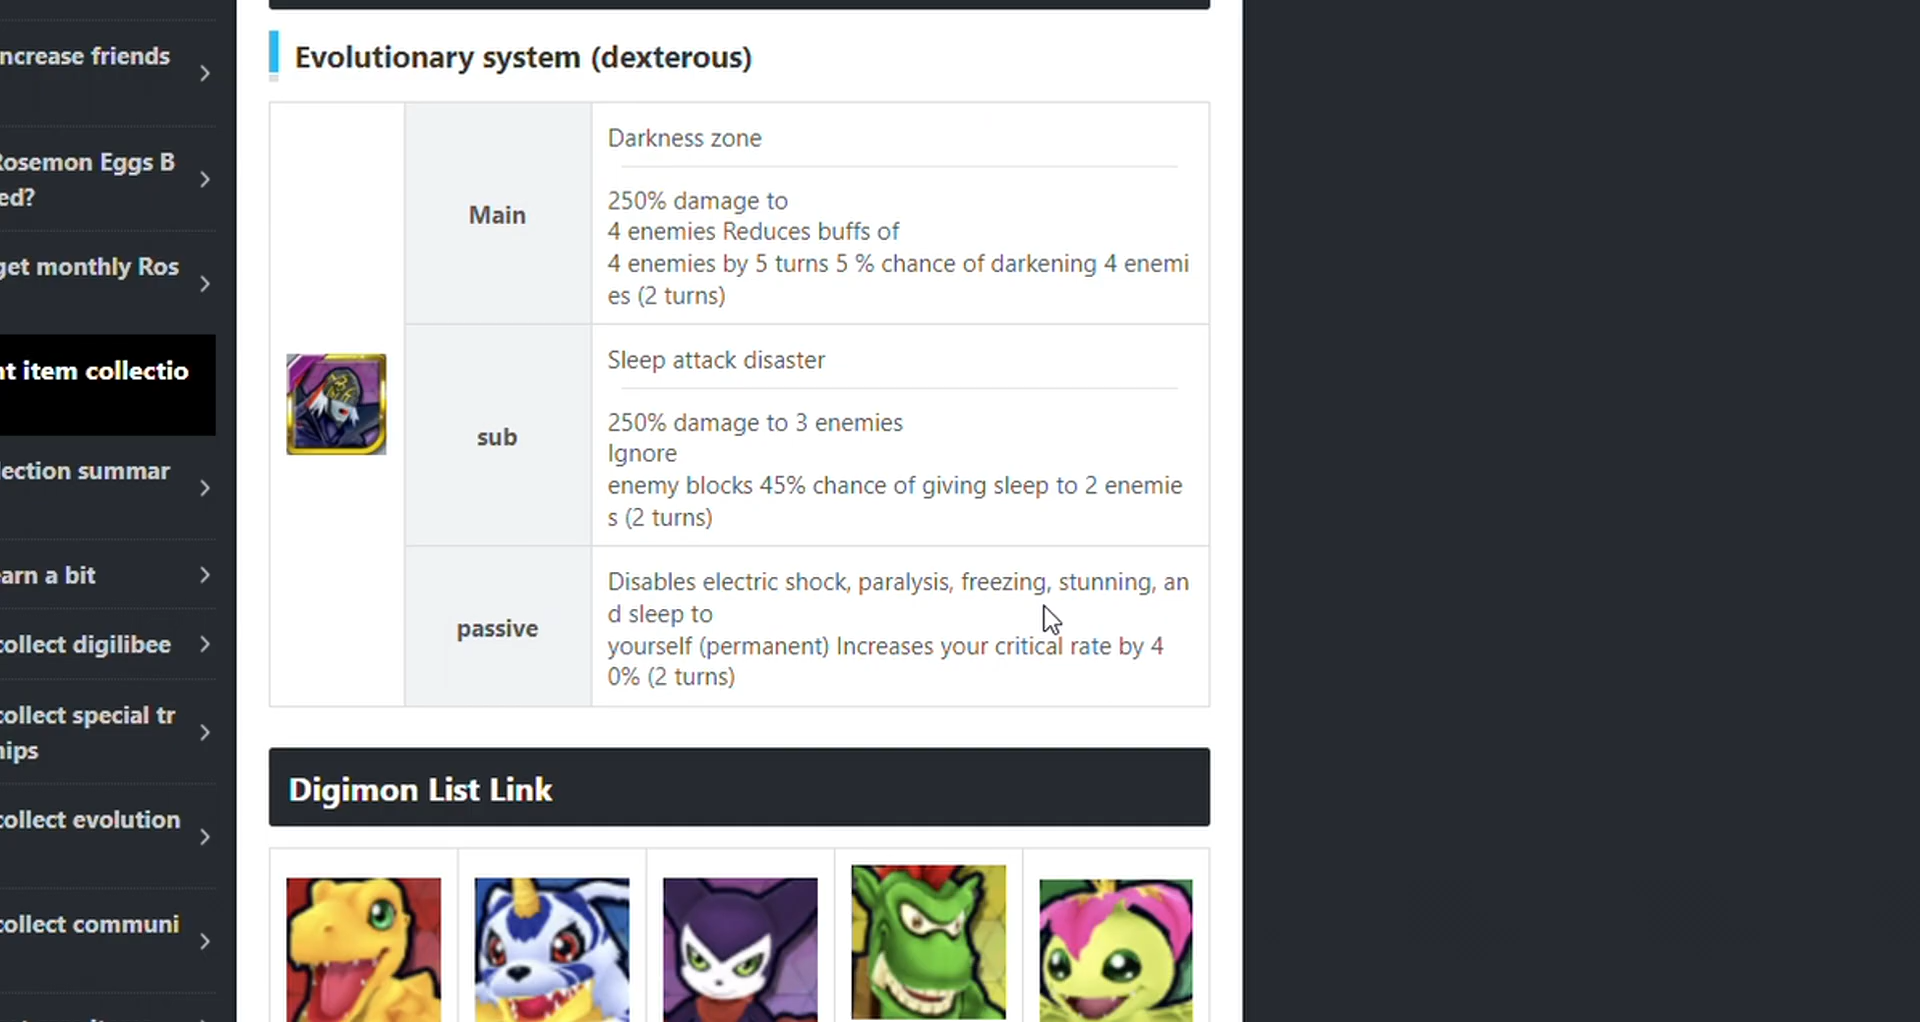 ncrease friends
Rosemon Eggs B
ed?
get monthly Ros
nt item collectio
lection summar
arn a bit
collect digilibee
collect special tr
hips
collect evolution
collect communi
Evolutionary system (dexterous)
Main
Darkness zone
250% damage to
4 enemies Reduces buffs of
4 enemies by 5 turns 5 % chance of darkening 4 enemi
es (2 turns)
sub
Sleep attack disaster
250% damage to 3 enemies
Ignore
enemy blocks 45% chance of giving sleep to 2 enemie
s (2 turns)
passive
Disables electric shock, paralysis, freezing, stunning, an
d sleep to
yourself (permanent) Increases your critical rate by 4
0% (2 turns)
Digimon List Link